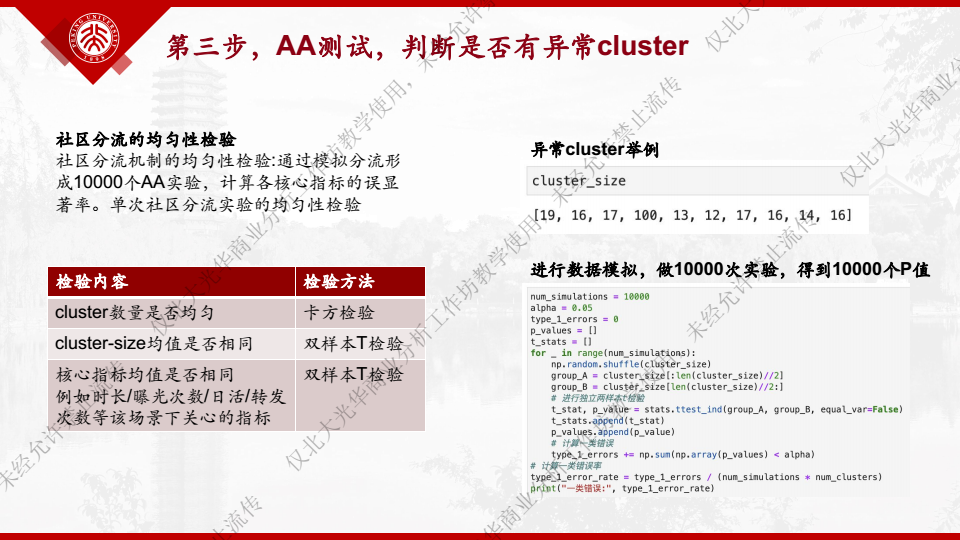 第三步，AA测试，判断是否有异常cluster
社区分流的均匀性检验
社区分流机制的均匀性检验:通过模拟分流形
成10000个AA实验，计算各核心指标的误显
著率。单次社区分流实验的均匀性检验
检验内容 检验方法
cluster数量是否均匀 卡方检验
cluster-size均值是否相同 双样本T检验
核心指标均值是否相同 双样本T检验
例如时长/曝光次数/日活/转发
次数等该场景下关心的指标
异常cluster举例
cluster_size
[19, 16, 17, 100, 13, 12, 17, 16, 14, 16]
进行数据模拟，做10000次实验，得到10000个P值
num_simulations = 10000
alpha = 0.05
type_1_errors = 0
p_values = []
t_stats = []
for _ in range(num_simulations):
    np.random.shuffle(cluster_size)
    group_A = cluster_size[:len(cluster_size)//2]
    group_B = cluster_size[len(cluster_size)//2:]
    # 进行独立两样本t检验
    t_stat, p_value = stats.ttest_ind(group_A, group_B, equal_var=False)
    t_stats.append(t_stat)
    p_values.append(p_value)
    # 计算一类错误
    type_1_errors += np.sum(np.array(p_values) < alpha)
# 计算一类错误率
type_1_error_rate = type_1_errors / (num_simulations * num_clusters)
print("一类错误:", type_1_error_rate)
仅北大光华商业分析工作坊教学使用，未经允许禁止流传